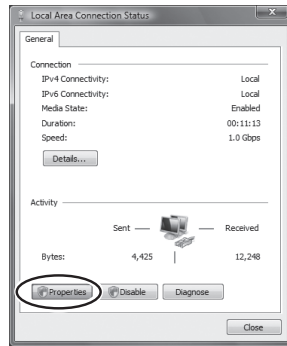 Local Area Connection Status
General
Connection
IPv4 Connectivity: Local
IPv6 Connectivity: Local
Media State: Enabled
Duration: 00:11:13
Speed: 1.0 Gbps
Details...
Activity
Sent Received
Bytes: 4,425 12,248
Properties Disable Diagnose
Close